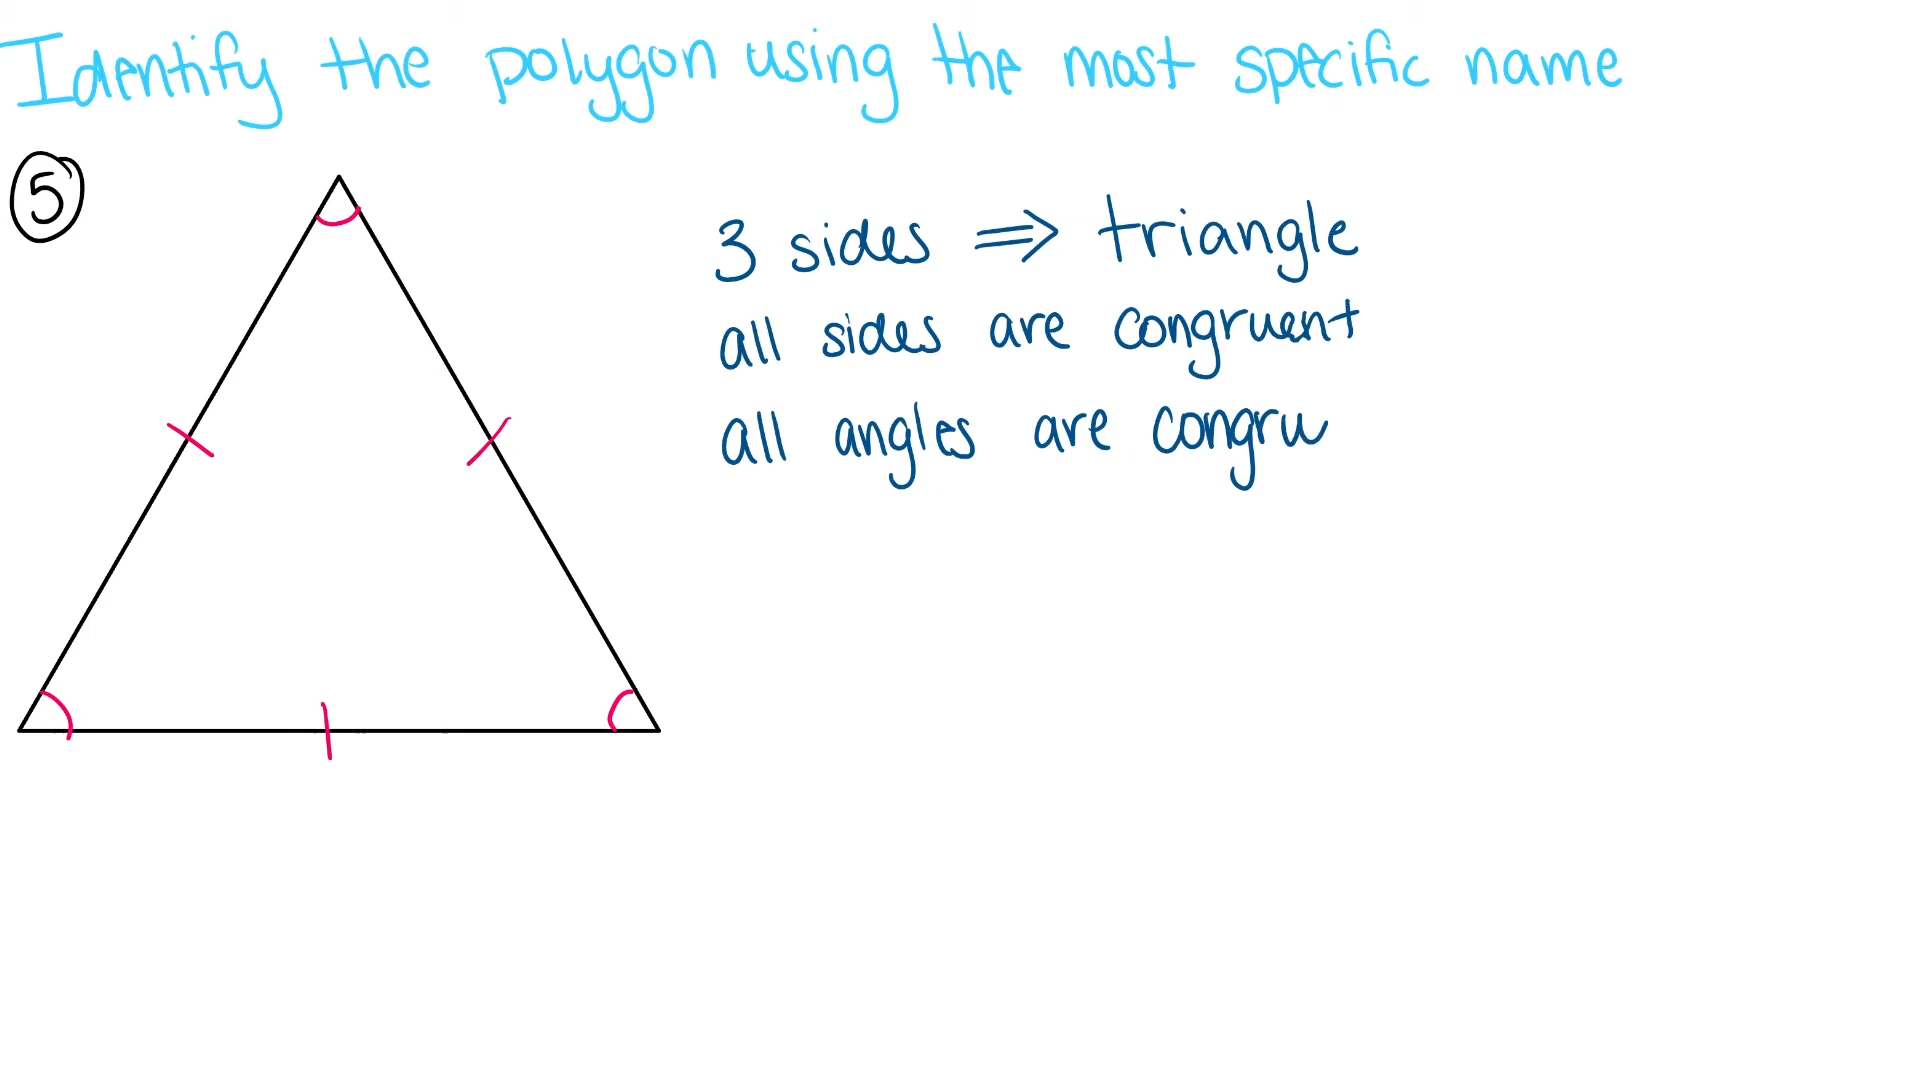 Identify the polygon using the most specific name
5
3 sides ⇒ triangle
all sides are congruent
all angles are congru